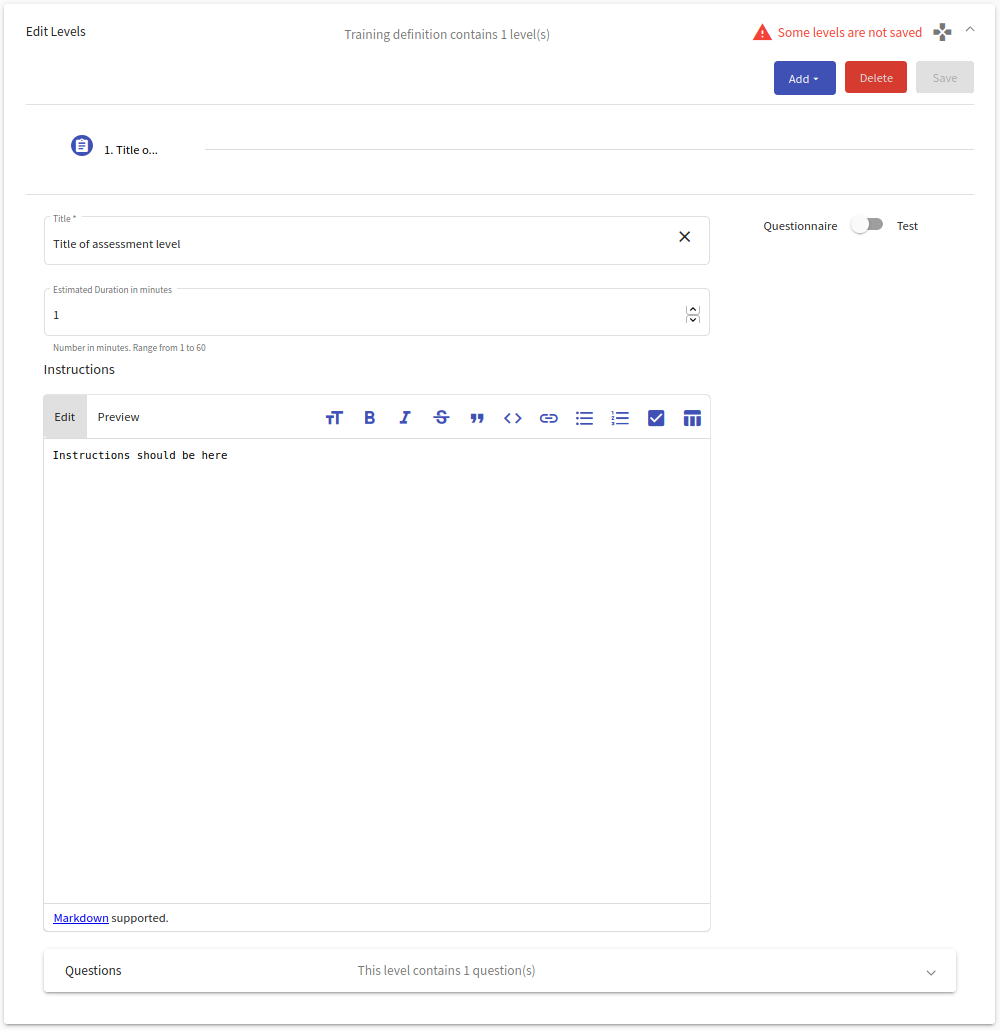 Edit Levels
Training definition contains 1 level(s)
Some levels are not saved
Add
Delete
Save
1. Title o...
Title *
Title of assessment level
Questionnaire
Test
Estimated Duration in minutes
1
Number in minutes. Range from 1 to 60
Instructions
Edit
Preview
Instructions should be here
Markdown supported.
Questions
This level contains 1 question(s)